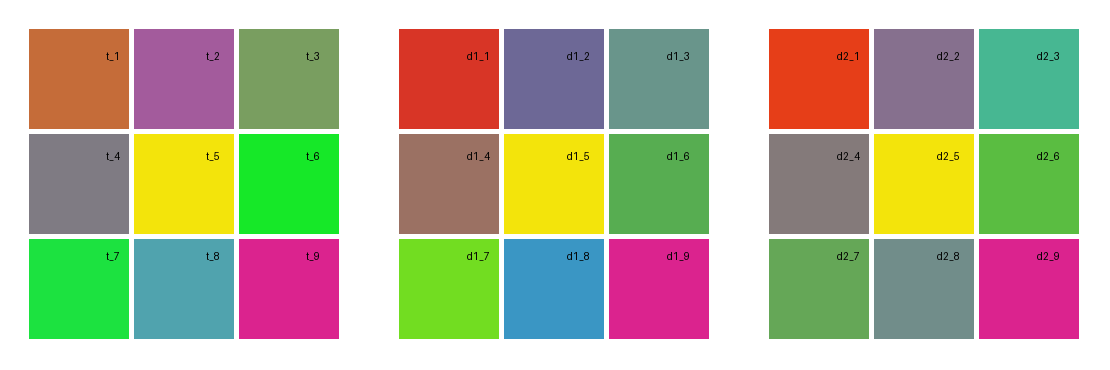 t_1 t_2 t_3 d1_1 d1_2 d1_3 d2_1 d2_2 d2_3
t_4 t_5 t_6 d1_4 d1_5 d1_6 d2_4 d2_5 d2_6
t_7 t_8 t_9 d1_7 d1_8 d1_9 d2_7 d2_8 d2_9